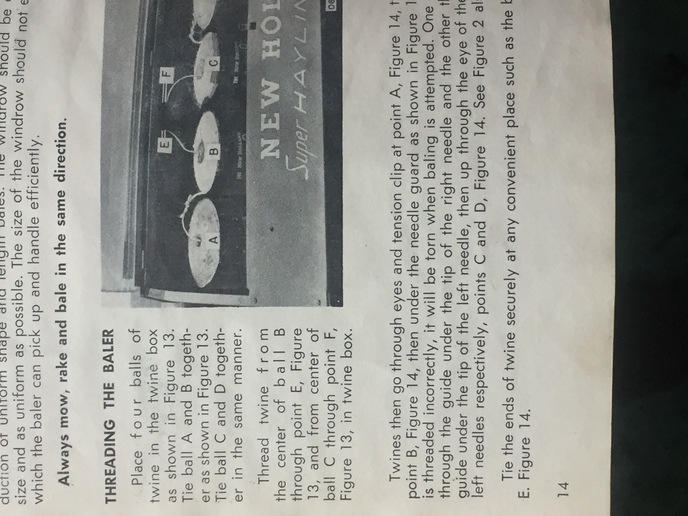 duction of uniform shape and length bales. The windrow should be
size and as uniform as possible. The size of the windrow should not
which the baler can pick up and handle efficiently.
Always mow, rake and bale in the same direction.
THREADING THE BALER
Place four balls of
twine in the twine box
as shown in Figure 13.
Tie ball A and B togeth-
er as shown in Figure 13.
Tie ball C and D togeth-
er in the same manner.
Thread twine from
the center of ball B
through point E, Figure
13, and from center of
ball C through point F,
Figure 13, in twine box.
A
B
C
E
F
NEW HOL
Super HAYLIN
Twines then go through eyes and tension clip at point A, Figure 14,
point B, Figure 14, then under the needle guard as shown in Figure
is threaded incorrectly, it will be torn when baling is attempted. One
through the guide under the tip of the right needle and the other
guide under the tip of the left needle, then up through the eye of the
left needles respectively, points C and D, Figure 14. See Figure 2
Tie the ends of twine securely at any convenient place such as the
E. Figure 14.
14